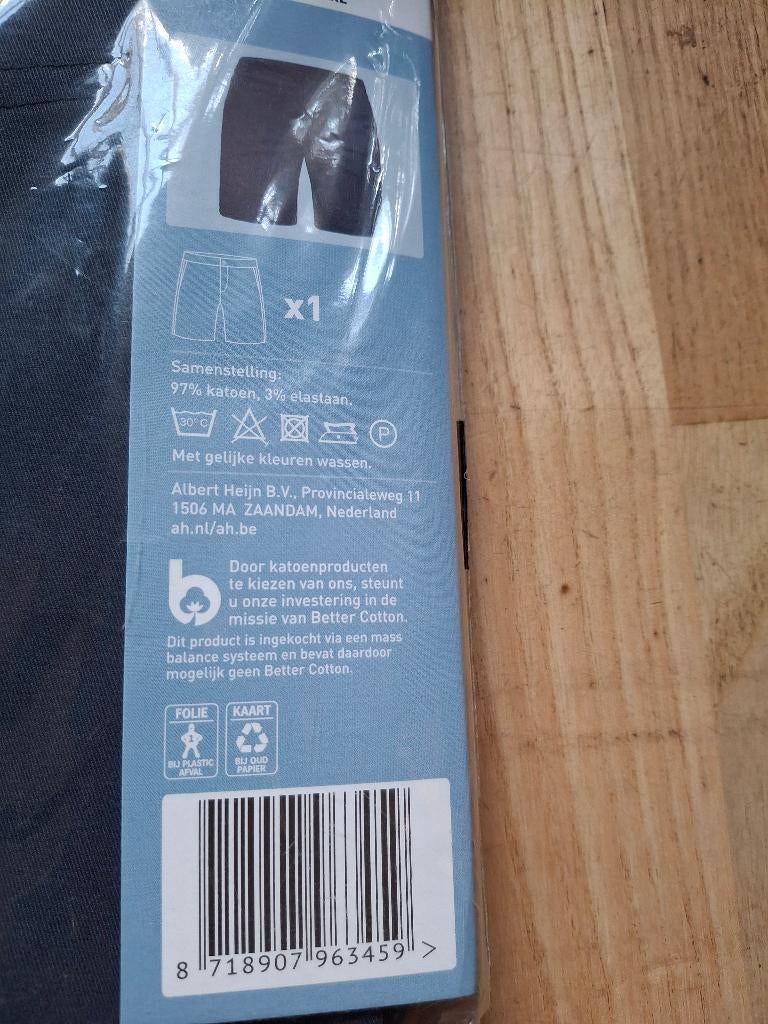 x1
Samenstelling:
97% katoen, 3% elastaan.
30°C
P
Met gelijke kleuren wassen.
Albert Heijn B.V., Provincialeweg 11
1506 MA ZAANDAM, Nederland
ah.nl/ah.be
b
Door katoenproducten
te kiezen van ons, steunt
u onze investering in de
missie van Better Cotton.
Dit product is ingekocht via een mass
balance systeem en bevat daardoor
mogelijk geen Better Cotton.
FOLIE
1
BIJ PLASTIC
AFVAL
KAART
BIJ OUD
PAPIER
8 718907 963459 >